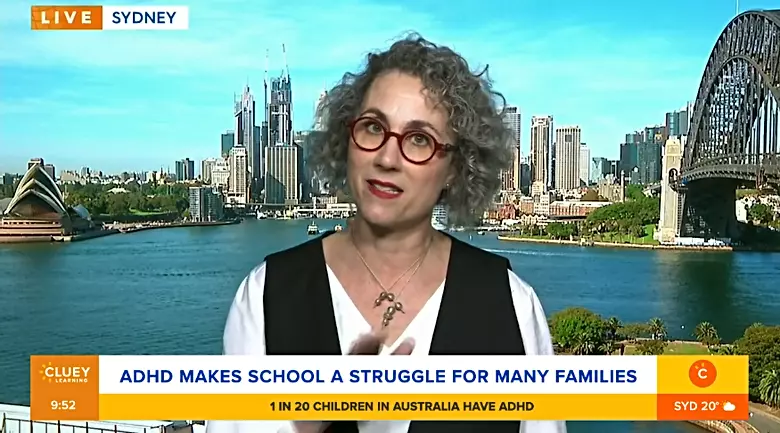 LIVE SYDNEY
CLUEY
LEARNING
ADHD MAKES SCHOOL A STRUGGLE FOR MANY FAMILIES
C
9:52
1 IN 20 CHILDREN IN AUSTRALIA HAVE ADHD
SYD 20°